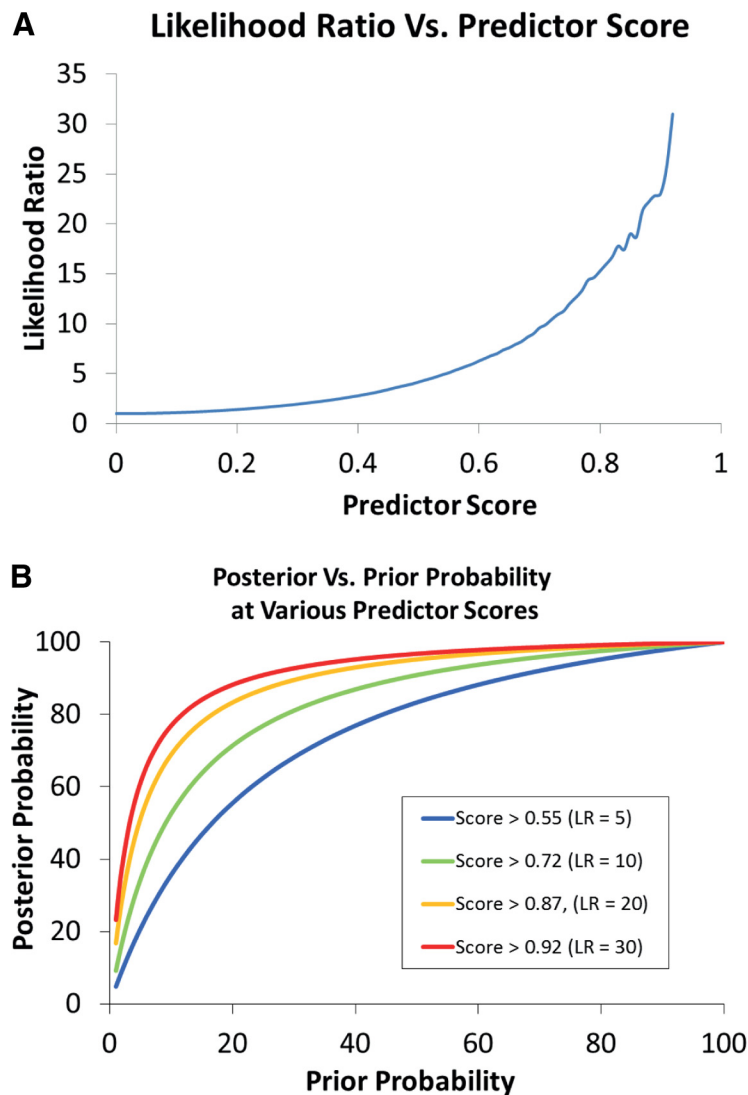 A
Likelihood Ratio Vs. Predictor Score
35
30
25
20
15
10
5
0
Likelihood Ratio
0 0.2 0.4 0.6 0.8 1
Predictor Score
B
Posterior Vs. Prior Probability
at Various Predictor Scores
100
80
60
40
20
0
Posterior Probability
Score > 0.55 (LR = 5)
Score > 0.72 (LR = 10)
Score > 0.87, (LR = 20)
Score > 0.92 (LR = 30)
0 20 40 60 80 100
Prior Probability